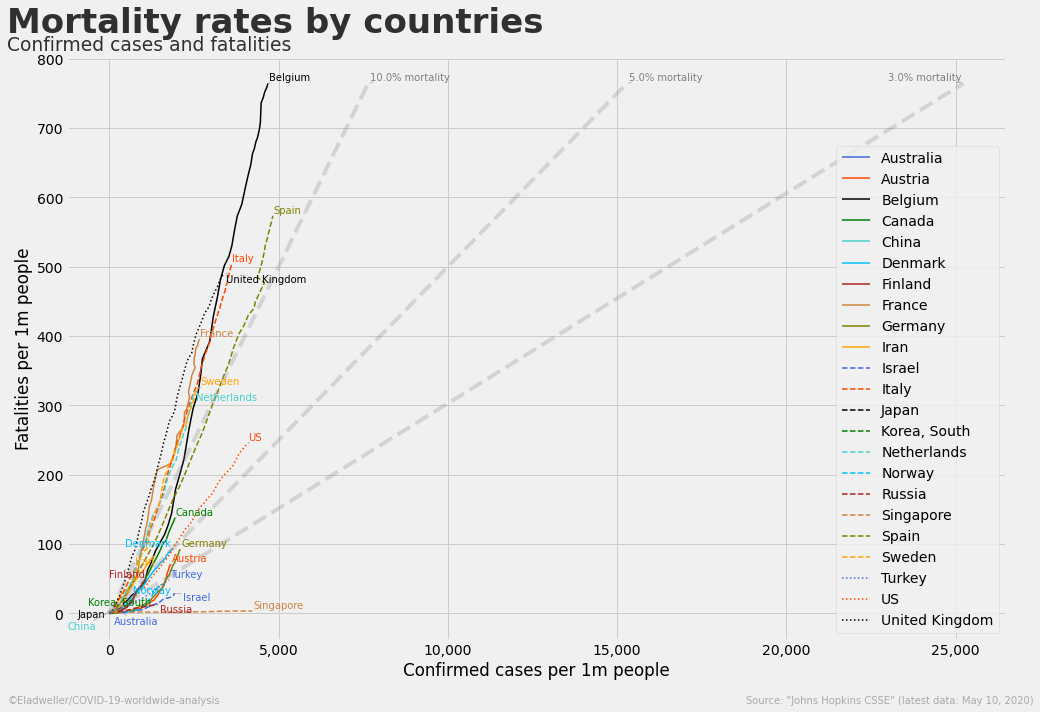 Mortality rates by countries
Confirmed cases and fatalities
800
700
600
500
400
300
200
100
0
Fatalities per 1m people
Belgium
10.0% mortality
5.0% mortality
3.0% mortality
Spain
Italy
United Kingdom
France
Sweden
Netherlands
US
Canada
Denmark
Germany
Austria
Iran
Finland
Turkey
Norway
Israel
Korea, South
Russia
Singapore
Japan
Australia
China
Australia
Austria
Belgium
Canada
China
Denmark
Finland
France
Germany
Iran
Israel
Italy
Japan
Korea, South
Netherlands
Norway
Russia
Singapore
Spain
Sweden
Turkey
US
United Kingdom
0
5,000
10,000
15,000
20,000
25,000
Confirmed cases per 1m people
©Eladweller/COVID-19-worldwide-analysis
Source: "Johns Hopkins CSSE" (latest data: May 10, 2020)